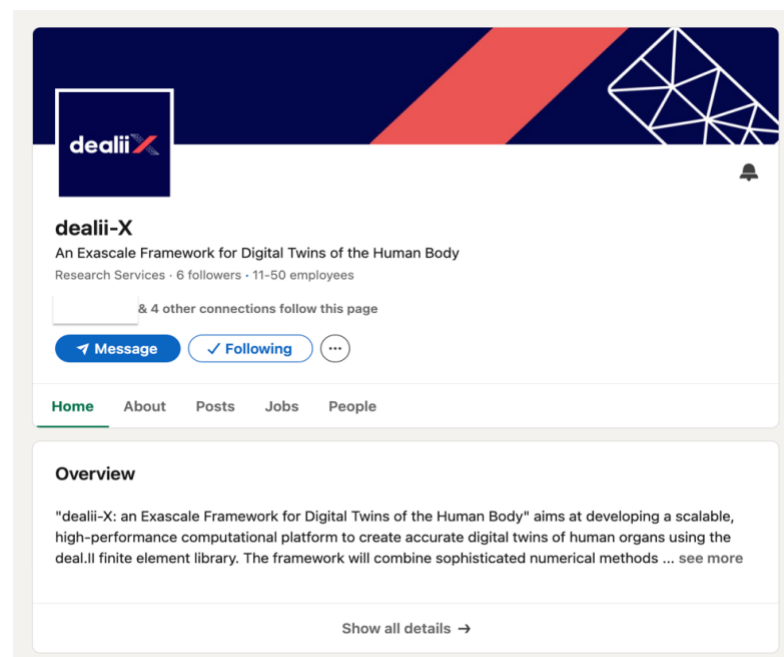 dealii X
dealii-X
An Exascale Framework for Digital Twins of the Human Body
Research Services · 6 followers · 11-50 employees
& 4 other connections follow this page
Message
Following
Home About Posts Jobs People
Overview
"dealii-X: an Exascale Framework for Digital Twins of the Human Body" aims at developing a scalable,
high-performance computational platform to create accurate digital twins of human organs using the
deal.II finite element library. The framework will combine sophisticated numerical methods ... see more
Show all details →